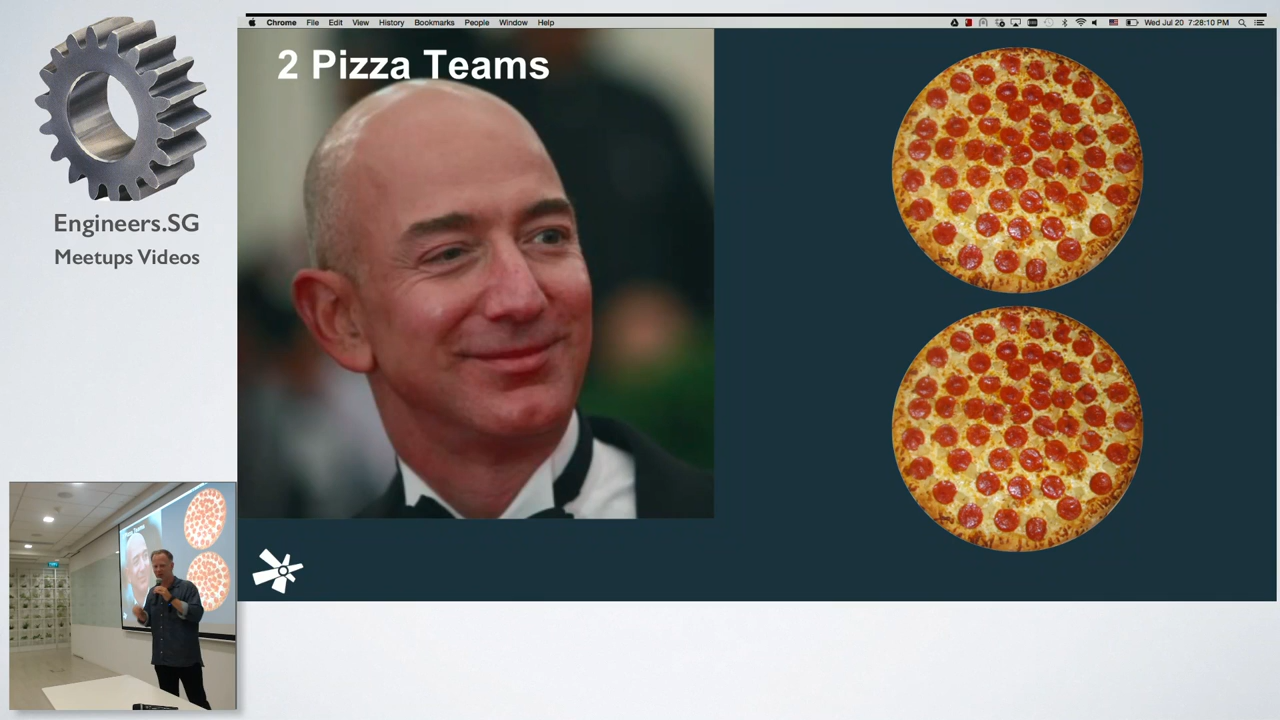 Chrome File Edit View History Bookmarks People Window Help Wed Jul 20 7:28:10 PM
2 Pizza Teams
Engineers.SG
Meetups Videos